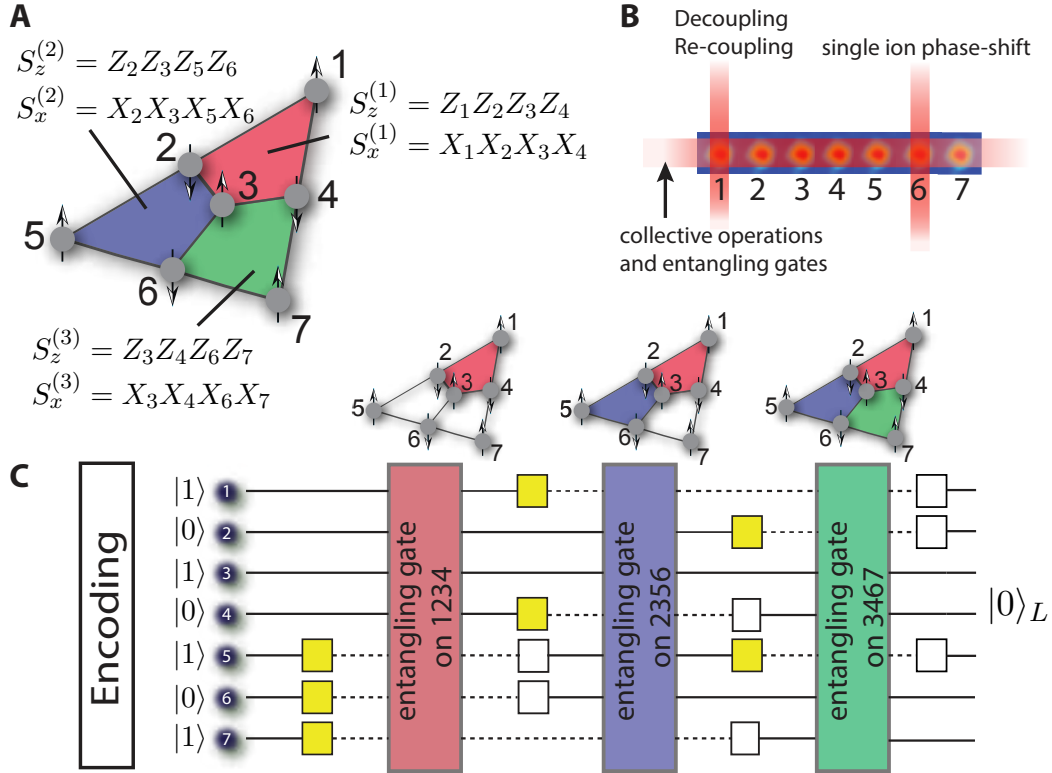 A
S_z^{(2)} = Z_2Z_3Z_5Z_6
S_x^{(2)} = X_2X_3X_5X_6
1
S_z^{(1)} = Z_1Z_2Z_3Z_4
S_x^{(1)} = X_1X_2X_3X_4
2
3
4
5
6
7
S_z^{(3)} = Z_3Z_4Z_6Z_7
S_x^{(3)} = X_3X_4X_6X_7
B
Decoupling
Re-coupling
single ion phase-shift
1 2 3 4 5 6 7
collective operations
and entangling gates
1
2
3
4
5
6
7
1
2
3
4
5
6
7
1
2
3
4
5
6
7
C
Encoding
|1⟩ 1
|0⟩ 2
|1⟩ 3
|0⟩ 4
|1⟩ 5
|0⟩ 6
|1⟩ 7
entangling gate
on 1234
entangling gate
on 2356
entangling gate
on 3467
|0⟩_L